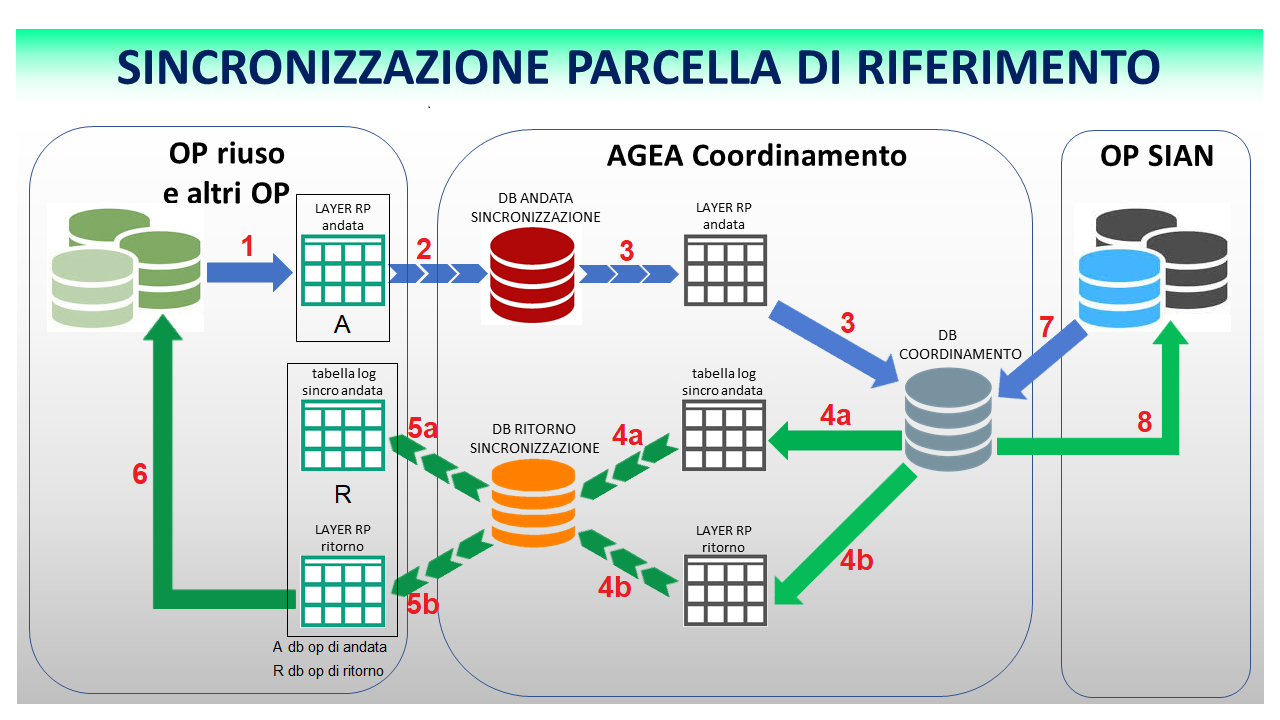 SINCRONIZZAZIONE PARCELLA DI RIFERIMENTO
.
OP riuso
e altri OP
AGEA Coordinamento
OP SIAN
LAYER RP
andata
A
DB ANDATA
SINCRONIZZAZIONE
LAYER RP
andata
1
2
3
3
7
DB
COORDINAMENTO
tabella log
sincro andata
R
5a
DB RITORNO
SINCRONIZZAZIONE
4a
tabella log
sincro andata
4a
8
6
LAYER RP
ritorno
5b
4b
LAYER RP
ritorno
4b
A db op di andata
R db op di ritorno